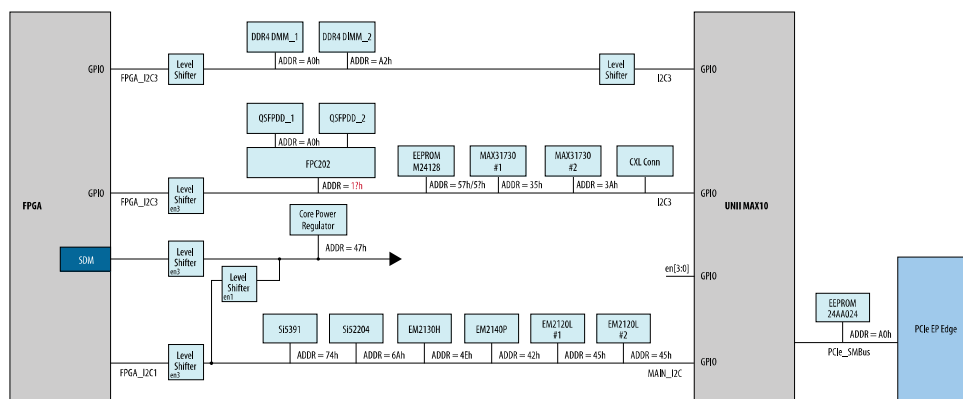 DDR4 DMM_1
DDR4 DIMM_2
GPIO
Level
Shifter
ADDR = A0h
ADDR = A2h
Level
Shifter
GPIO
FPGA_I2C3
I2C3
QSFPDD_1
QSFPDD_2
ADDR = A0h
FPC202
EEPROM
M24128
MAX31730
#1
MAX31730
#2
CXL Conn
ADDR = 1?h
ADDR = 57h/5?h
ADDR = 35h
ADDR = 3Ah
GPIO
FPGA_I2C3
Level
Shifter
en3
I2C3
GPIO
FPGA
UNII MAX10
Core Power
Regulator
ADDR = 47h
SDM
Level
Shifter
en3
Level
Shifter
en1
en[3:0]
GPIO
EEPROM
24AA024
ADDR = A0h
PCIe_SMBus
PCIe EP Edge
Si5391
Si52204
EM2130H
EM2140P
EM2120L
#1
EM2120L
#2
ADDR = 74h
ADDR = 6Ah
ADDR = 4Eh
ADDR = 42h
ADDR = 45h
ADDR = 45h
FPGA_I2C1
Level
Shifter
en3
MAIN_I2C
GPIO